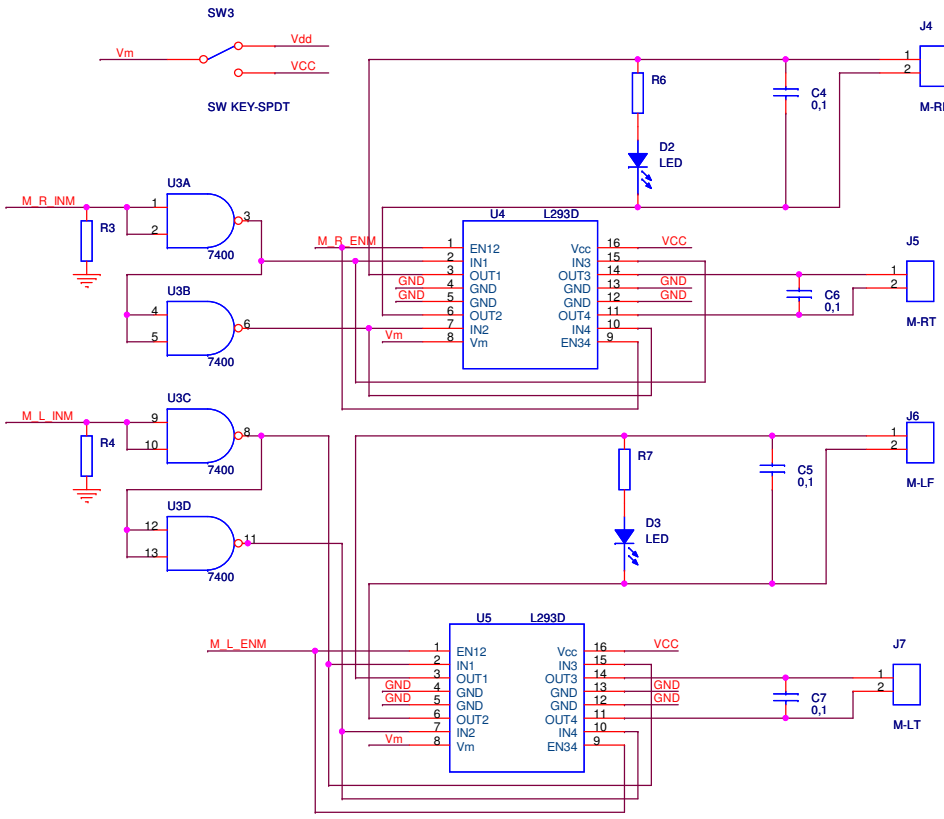 SW3
Vm
Vdd
VCC
SW KEY-SPDT
J4
1
2
M-R
R6
C4
0,1
D2
LED
M_R_INM
R3
U3A
1
2
3
7400
U3B
4
5
6
7400
M_R_ENM
GND
GND
Vm
U4 L293D
1 EN12 Vcc 16 VCC
2 IN1 IN3 15
3 OUT1 OUT3 14
4 GND GND 13 GND
5 GND GND 12 GND
6 OUT2 OUT4 11
7 IN2 IN4 10
8 Vm EN34 9
C6
0,1
J5
1
2
M-RT
M_L_INM
R4
U3C
9
10
8
7400
U3D
12
13
11
7400
R7
D3
LED
C5
0,1
J6
1
2
M-LF
M_L_ENM
GND
GND
Vm
U5 L293D
1 EN12 Vcc 16 VCC
2 IN1 IN3 15
3 OUT1 OUT3 14
4 GND GND 13 GND
5 GND GND 12 GND
6 OUT2 OUT4 11
7 IN2 IN4 10
8 Vm EN34 9
C7
0,1
J7
1
2
M-LT